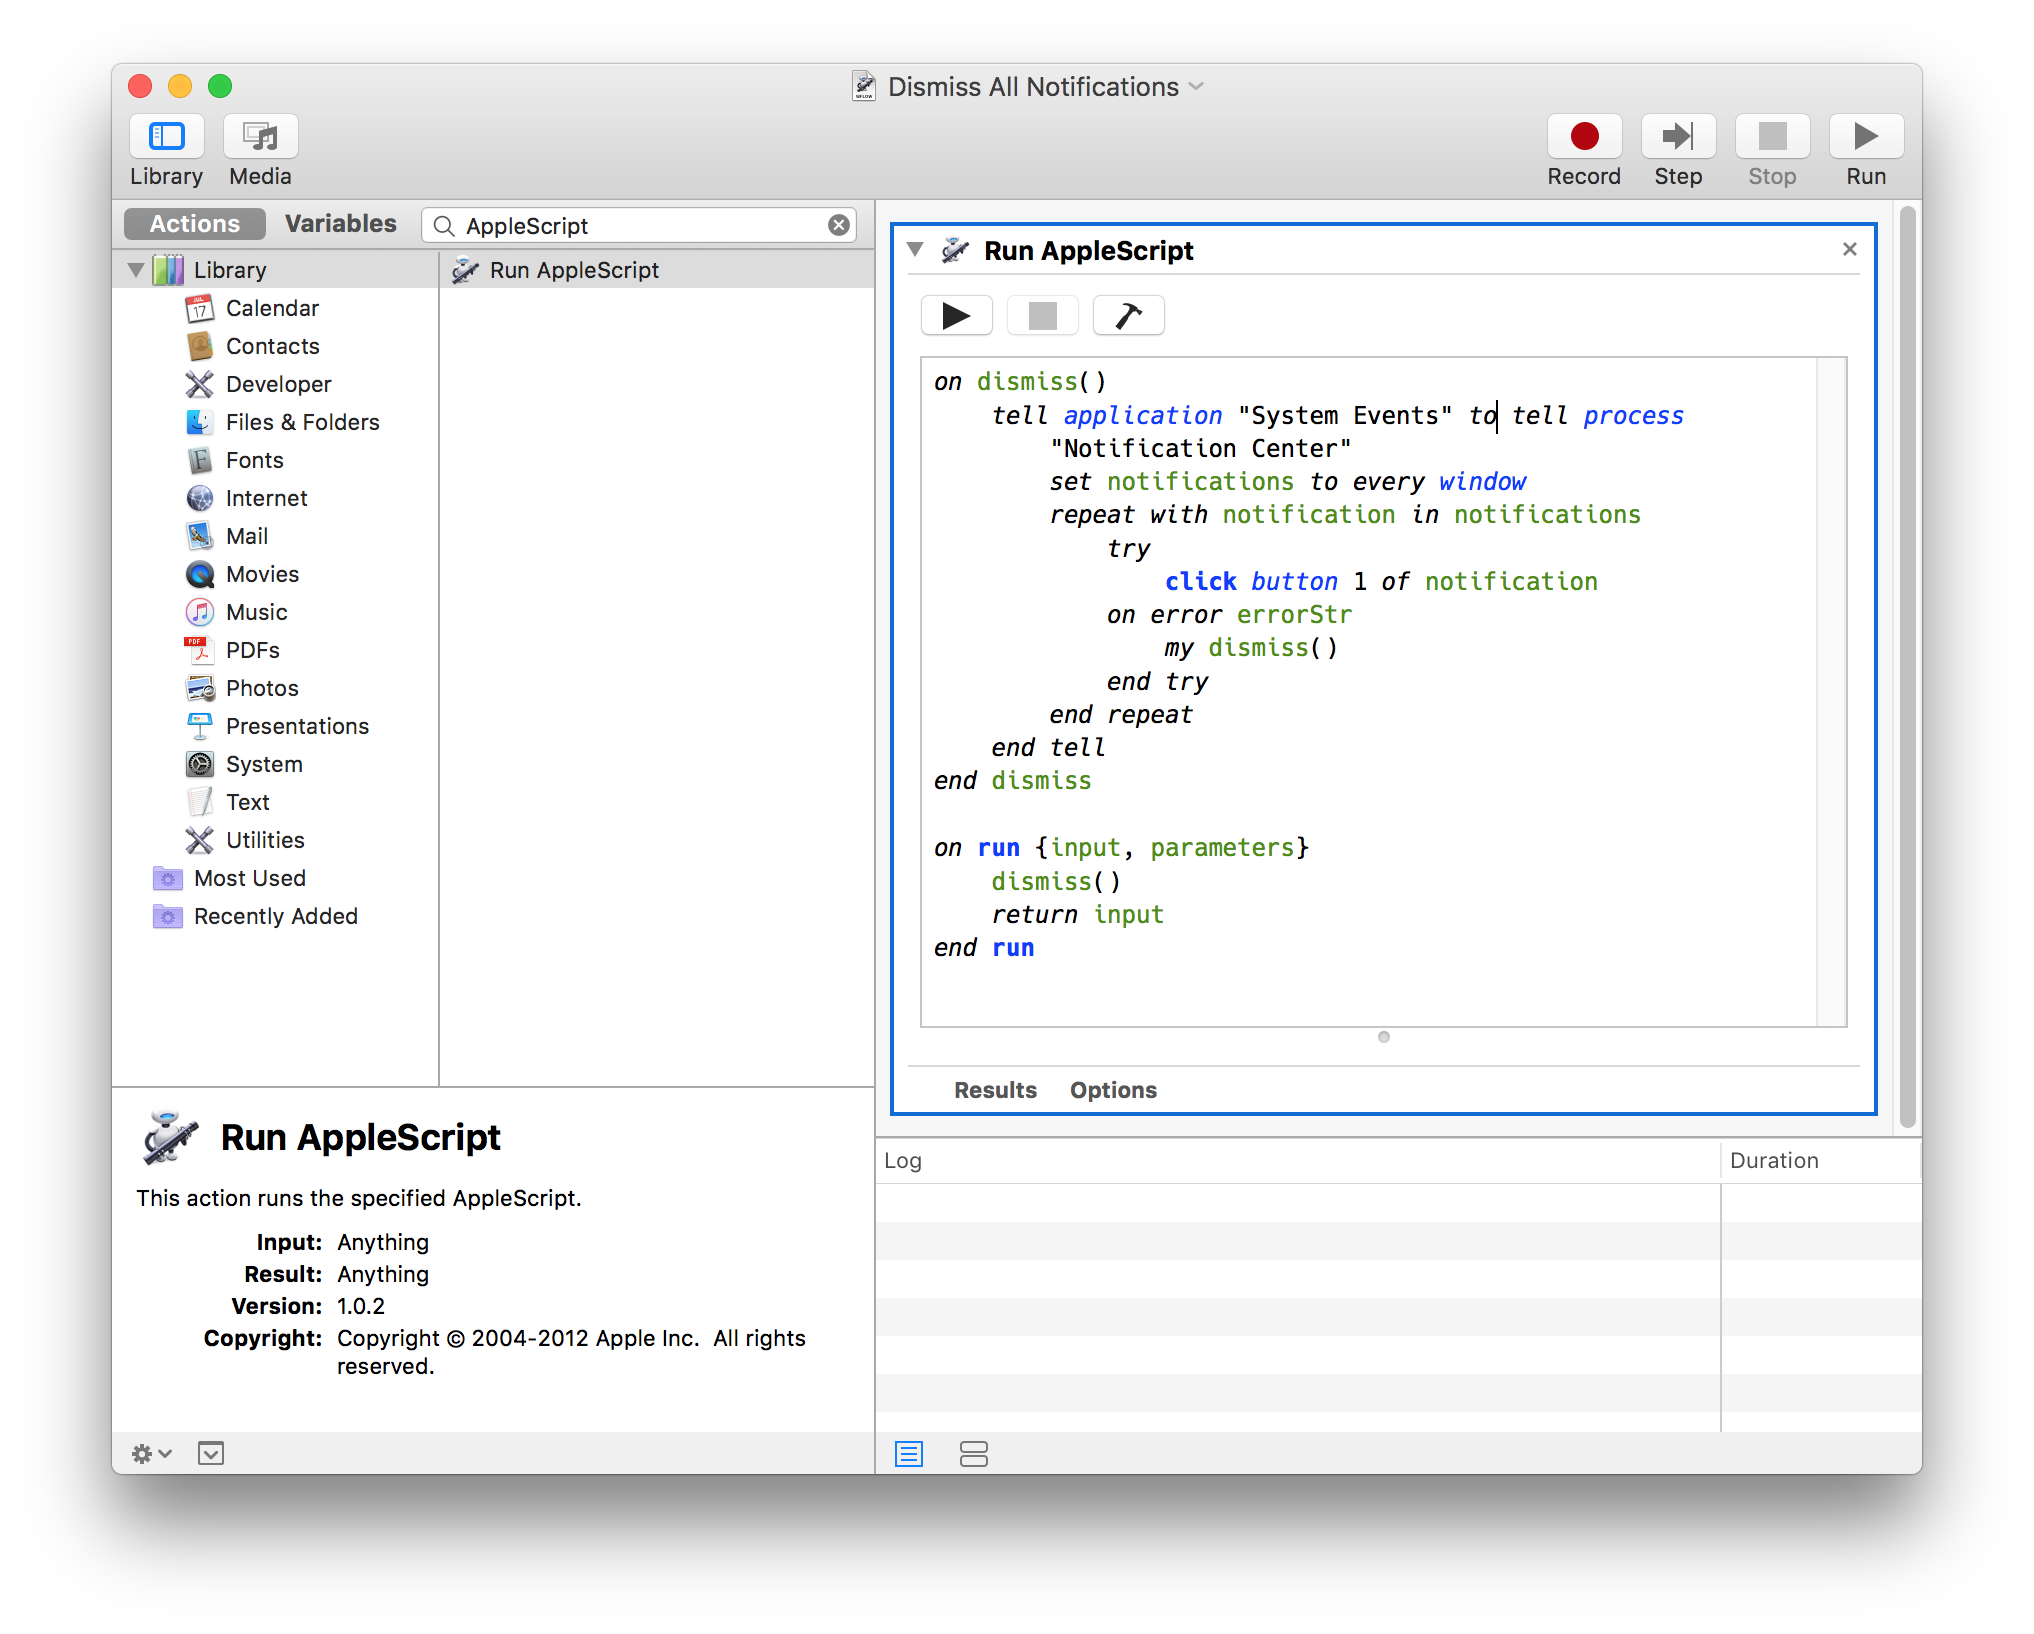 Dismiss All Notifications
Library
Media
Record
Step
Stop
Run
Actions
Variables
AppleScript
Library
Calendar
Contacts
Developer
Files & Folders
Fonts
Internet
Mail
Movies
Music
PDFs
Photos
Presentations
System
Text
Utilities
Most Used
Recently Added
Run AppleScript
Run AppleScript
on dismiss()
tell application "System Events" to tell process
"Notification Center"
set notifications to every window
repeat with notification in notifications
try
click button 1 of notification
on error errorStr
my dismiss()
end try
end repeat
end tell
end dismiss
on run {input, parameters}
dismiss()
return input
end run
Results
Options
Run AppleScript
This action runs the specified AppleScript.
Input: Anything
Result: Anything
Version: 1.0.2
Copyright: Copyright © 2004-2012 Apple Inc. All rights
reserved.
Log
Duration